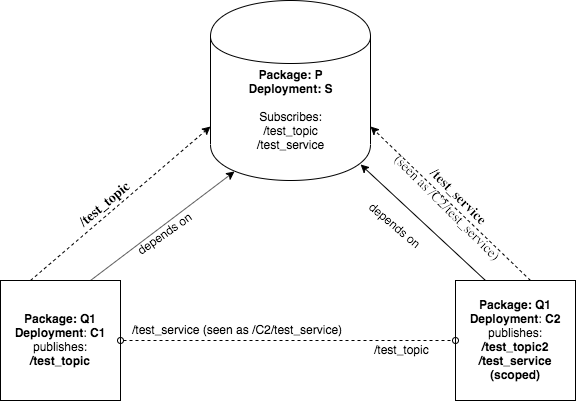 Package: P
Deployment: S
Subscribes:
/test_topic
/test_service
/test_topic
depends on
/test_service
(seen as /C2/test_service)
depends on
Package: Q1
Deployment: C1
publishes:
/test_topic
/test_service (seen as /C2/test_service)
/test_topic
Package: Q1
Deployment: C2
publishes:
/test_topic2
/test_service
(scoped)